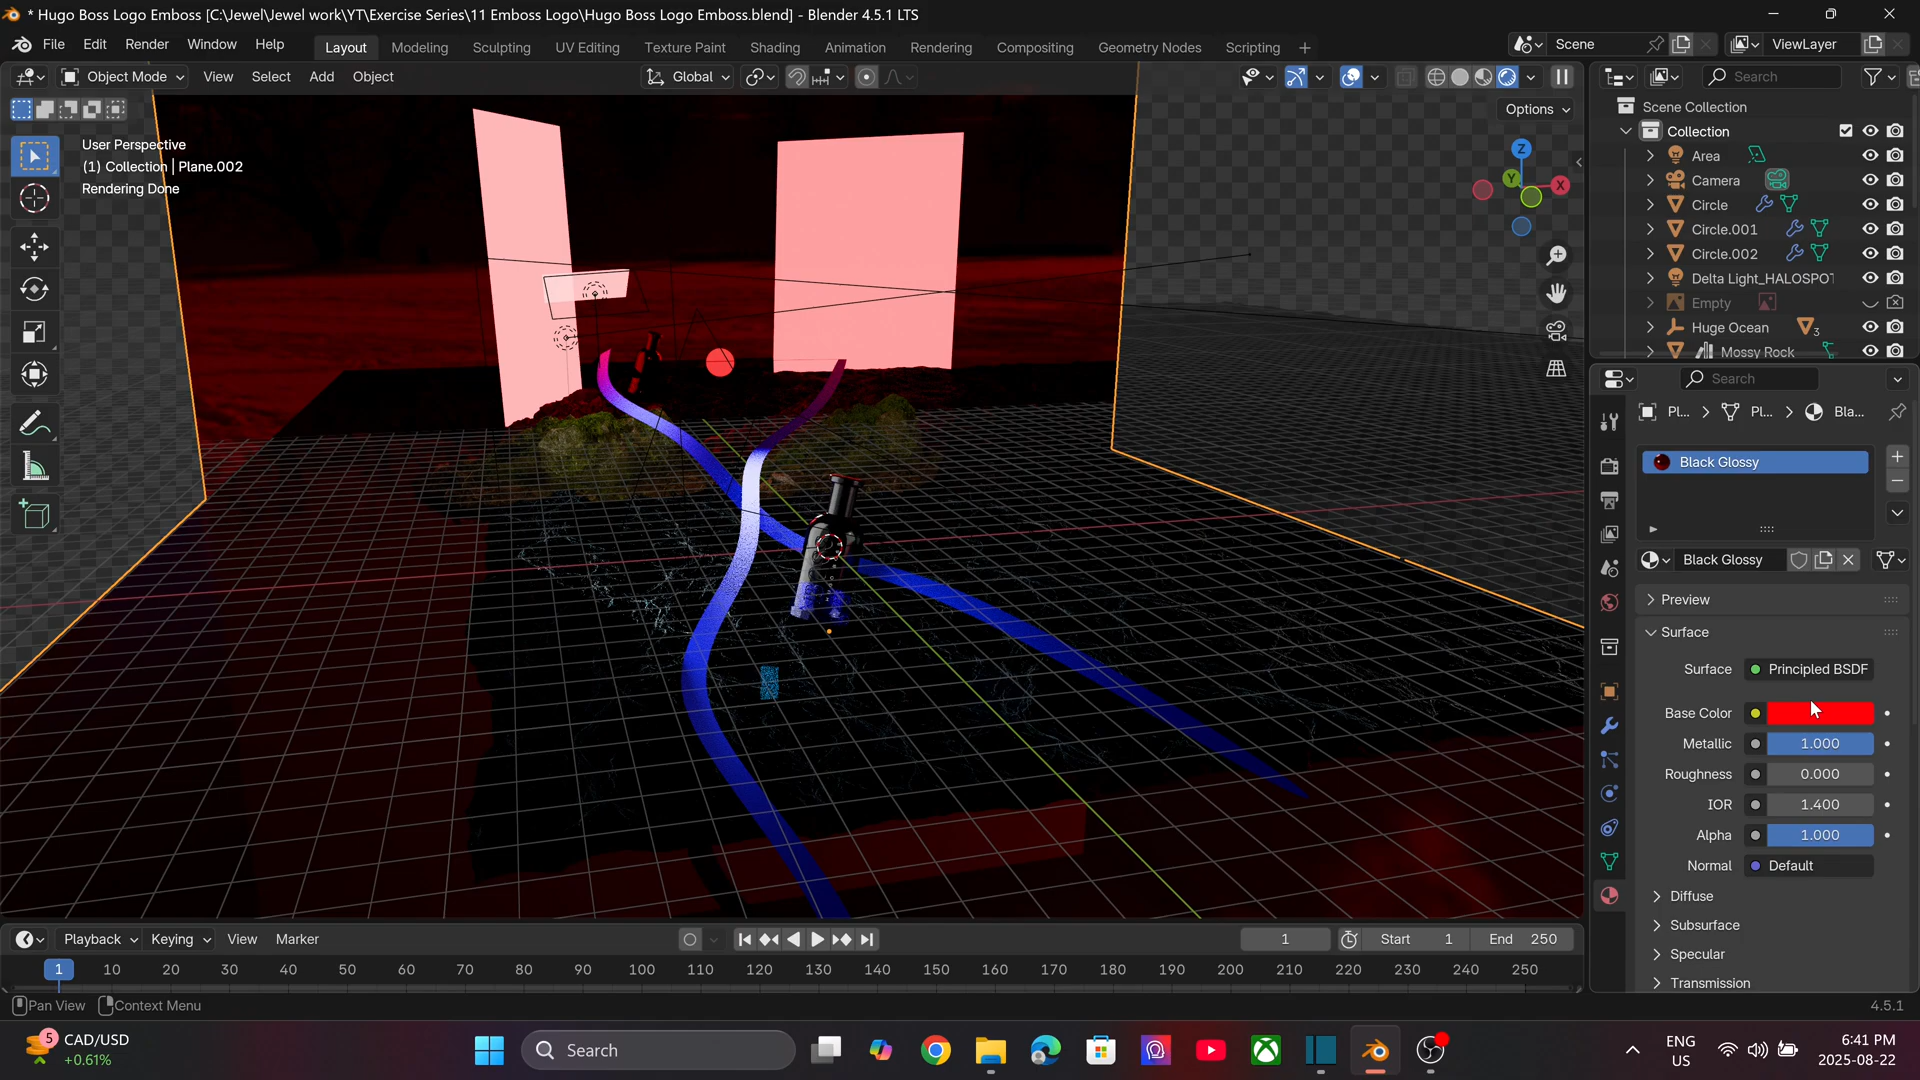 * Hugo Boss Logo Emboss [C:\Jewel\Jewel work\YT\Exercise Series\11 Emboss Logo\Hugo Boss Logo Emboss.blend] - Blender 4.5.1 LTS
File Edit Render Window Help Layout Modeling Sculpting UV Editing Texture Paint Shading Animation Rendering Compositing Geometry Nodes Scripting + Scene ViewLayer
Object Mode View Select Add Object Global Search
Options
User Perspective
(1) Collection | Plane.002
Rendering Done
Z
Y
X
Scene Collection
Collection
Area
Camera
Circle
Circle.001
Circle.002
Delta Light_HALOSPOT
Empty
Huge Ocean 3
Mossy Rock
Search
Pl... Pl... Bla...
Black Glossy
Black Glossy
Preview
Surface
Surface Principled BSDF
Base Color
Metallic 1.000
Roughness 0.000
IOR 1.400
Alpha 1.000
Normal Default
Diffuse
Subsurface
Specular
Transmission
Playback Keying View Marker 1 Start 1 End 250
1 10 20 30 40 50 60 70 80 90 100 110 120 130 140 150 160 170 180 190 200 210 220 230 240 250
Pan View Context Menu 4.5.1
5 CAD/USD
+0.61%
Search
ENG
US
6:41 PM
2025-08-22